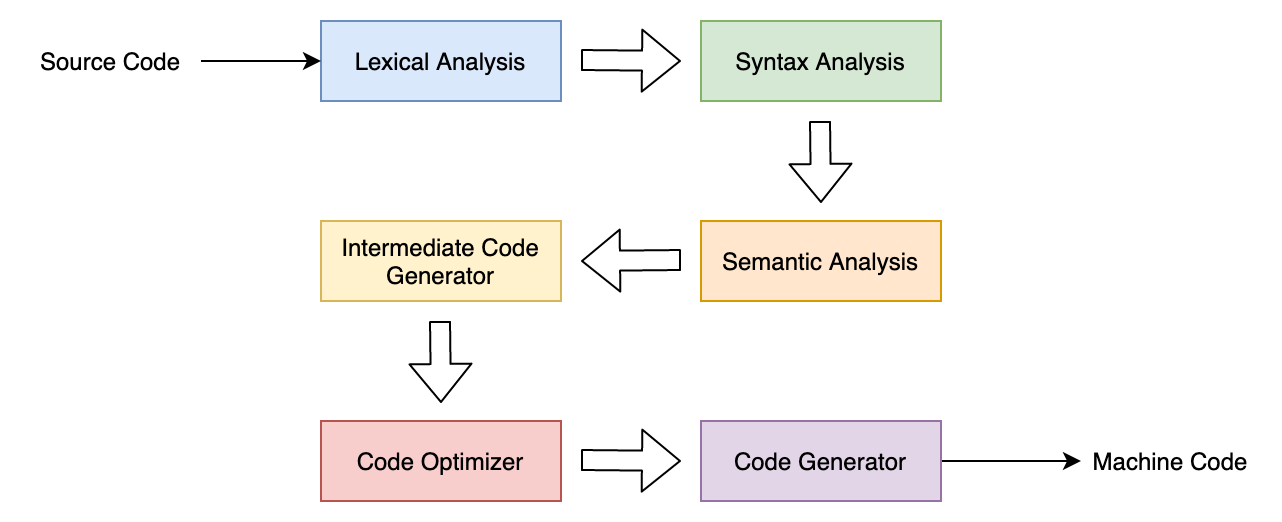 Source Code
Lexical Analysis
Syntax Analysis
Intermediate Code
Generator
Semantic Analysis
Code Optimizer
Code Generator
Machine Code